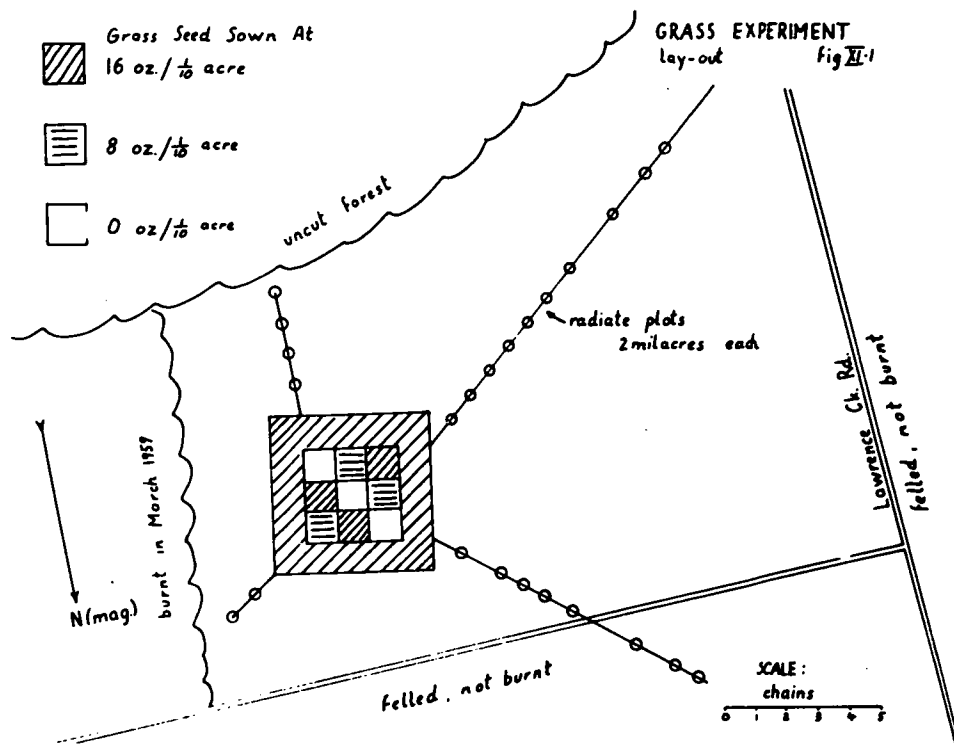 GRASS EXPERIMENT
lay-out fig XI·1
Grass Seed Sown At
16 oz./1/10 acre
8 oz./1/10 acre
0 oz/1/10 acre
uncut forest
radiate plots
2 milacres each
Lawrence Ck. Rd.
felled, not burnt
burnt in March 1959
N(mag.)
Felled, not burnt
SCALE:
chains
0 1 2 3 4 5